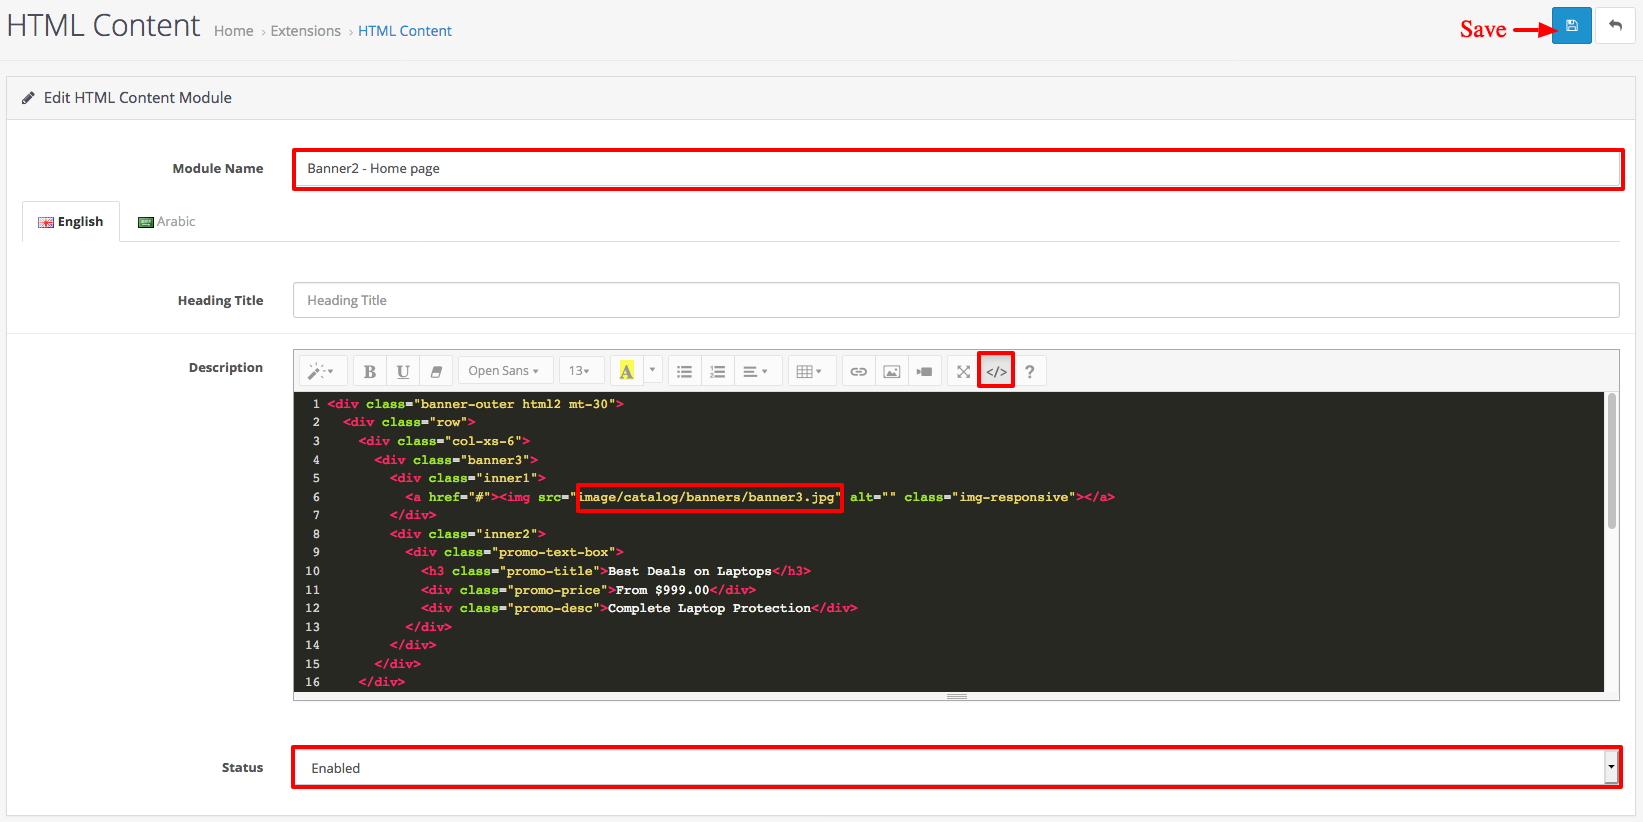 HTML Content Home › Extensions › HTML Content Save
Edit HTML Content Module
Module Name Banner2 - Home page
English Arabic
Heading Title Heading Title
Description B U Open Sans 13 A </> ?
1 <div class="banner-outer html2 mt-30">
2 <div class="row">
3 <div class="col-xs-6">
4 <div class="banner3">
5 <div class="inner1">
6 <a href="#"><img src="image/catalog/banners/banner3.jpg" alt="" class="img-responsive"></a>
7 </div>
8 <div class="inner2">
9 <div class="promo-text-box">
10 <h3 class="promo-title">Best Deals on Laptops</h3>
11 <div class="promo-price">From $999.00</div>
12 <div class="promo-desc">Complete Laptop Protection</div>
13 </div>
14 </div>
15 </div>
16 </div>
Status Enabled